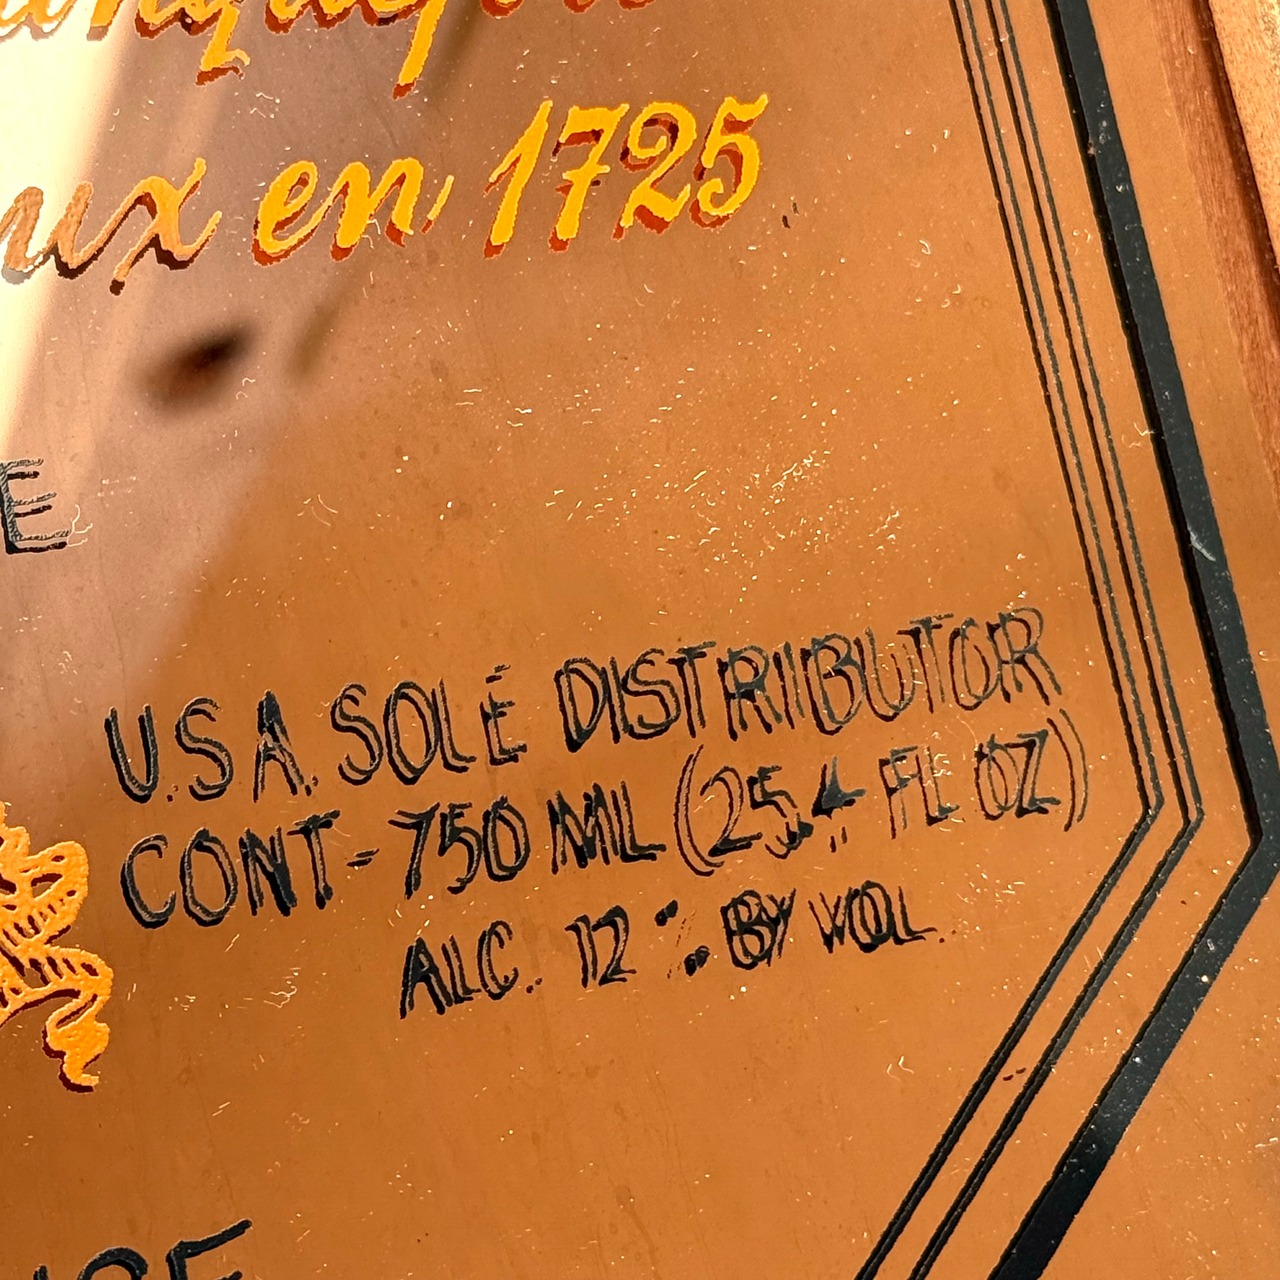 en 1725
U.S.A. SOLE DISTRIBUTOR
CONT-750 ML (25.4 FL OZ)
ALC. 12 % BY VOL.